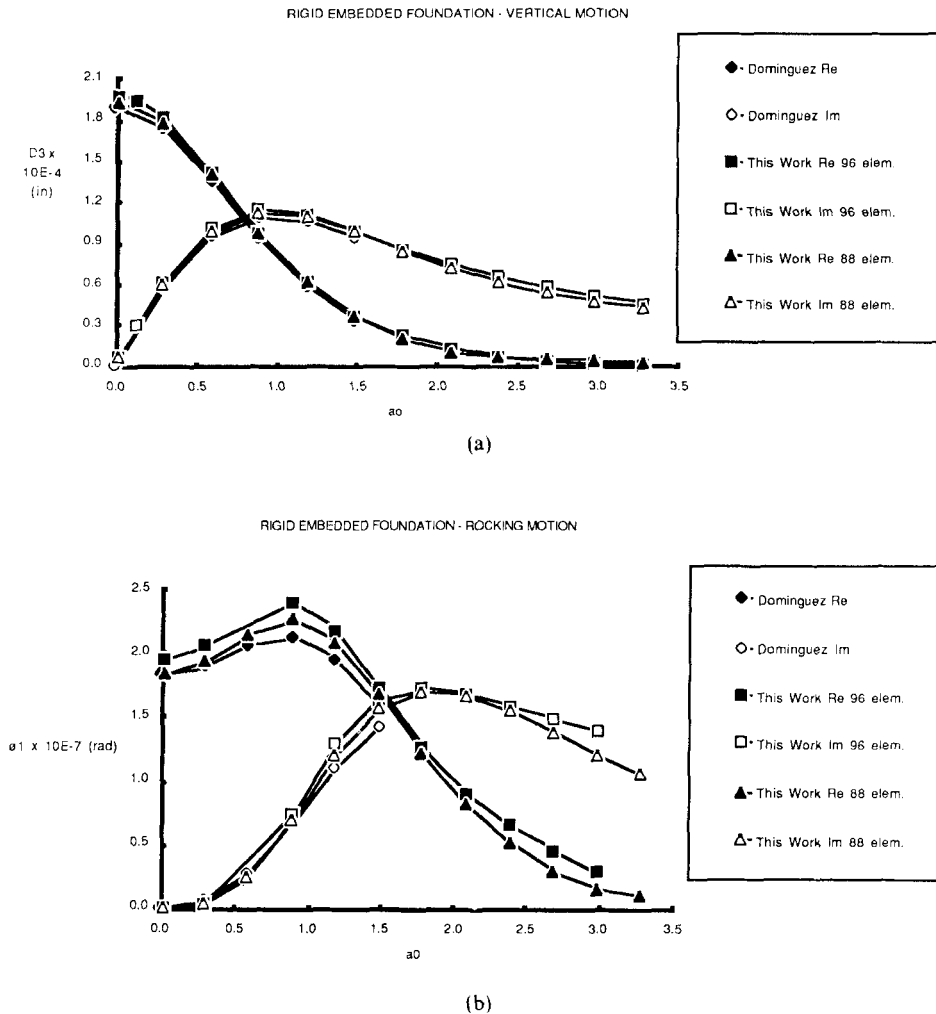 RIGID EMBEDDED FOUNDATION - VERTICAL MOTION
D3 x
10E-4
(in)
2.1
1.8
1.5
1.2
0.9
0.6
0.3
0.0
0.0 0.5 1.0 1.5 2.0 2.5 3.0 3.5
ao
Dominguez Re
Dominguez Im
This Work Re 96 elem.
This Work Im 96 elem.
This Work Re 88 elem.
This Work Im 88 elem.
(a)
RIGID EMBEDDED FOUNDATION - ROCKING MOTION
ø1 x 10E-7 (rad)
2.5
2.0
1.5
1.0
0.5
0.0
0.0 0.5 1.0 1.5 2.0 2.5 3.0 3.5
a0
Dominguez Re
Dominguez Im
This Work Re 96 elem.
This Work Im 96 elem.
This Work Re 88 elem.
This Work Im 88 elem.
(b)